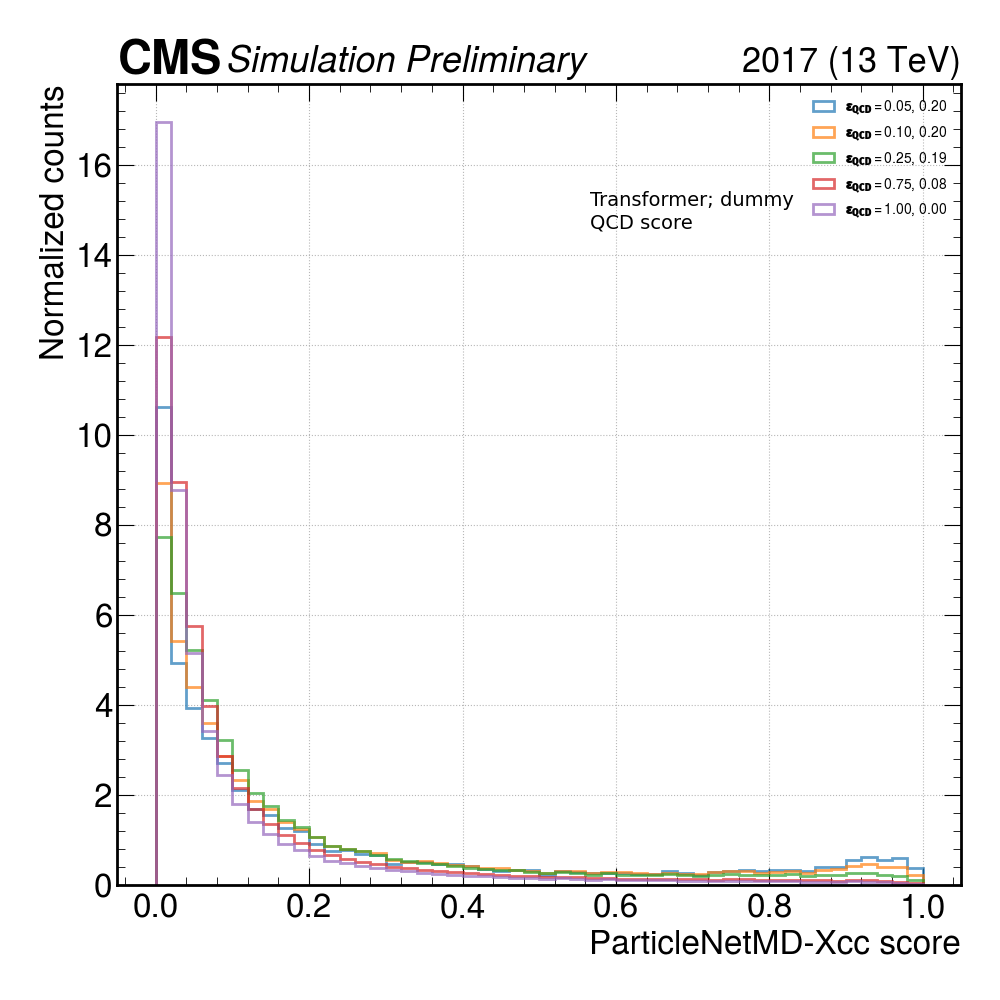 CMS Simulation Preliminary 2017 (13 TeV)
Normalized counts
16
14
12
10
8
6
4
2
0
εQCD = 0.05, 0.20
εQCD = 0.10, 0.20
εQCD = 0.25, 0.19
εQCD = 0.75, 0.08
εQCD = 1.00, 0.00
Transformer; dummy
QCD score
0.0 0.2 0.4 0.6 0.8 1.0
ParticleNetMD-Xcc score